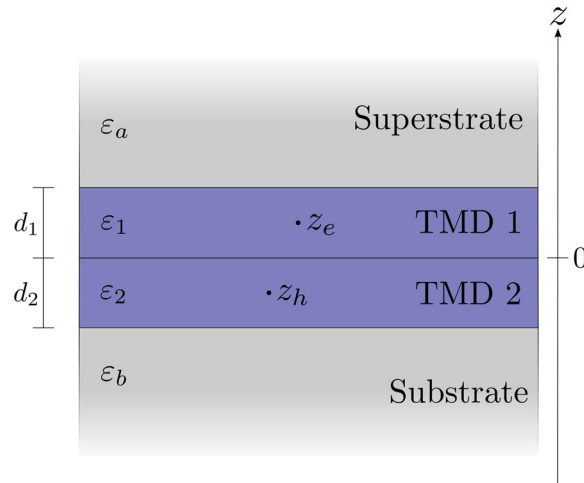 z
ε_a Superstrate
d_1 ε_1 z_e TMD 1
0
d_2 ε_2 z_h TMD 2
ε_b
Substrate